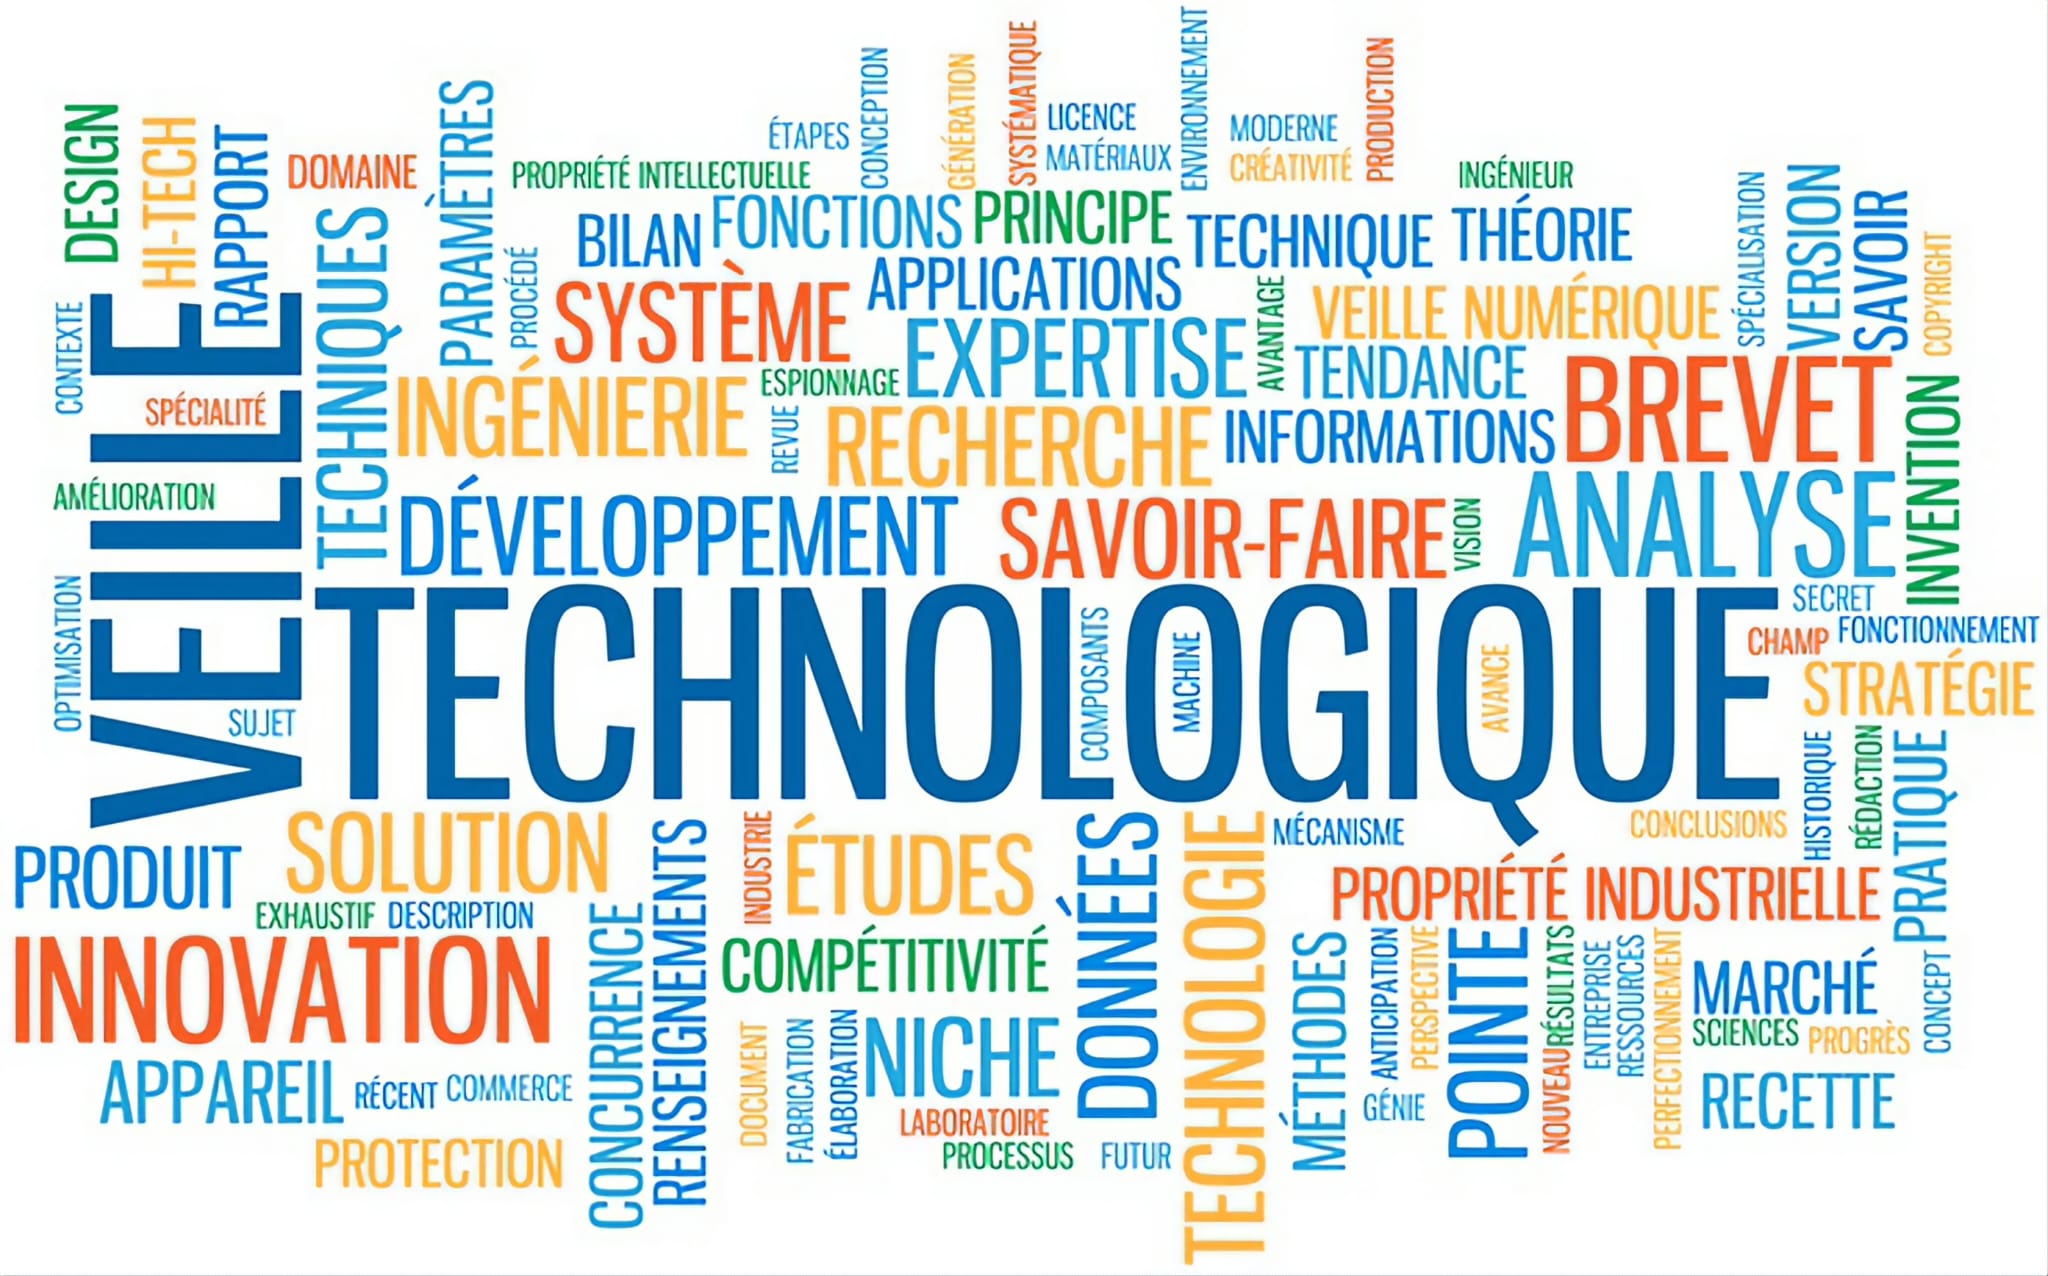 DESIGN
HI-TECH
RAPPORT
DOMAINE
PARAMÈTRES
PROPRIÉTÉ INTELLECTUELLE
ÉTAPES
CONCEPTION
GÉNÉRATION
SYSTÉMATIQUE
LICENCE
MATÉRIAUX
ENVIRONNEMENT
MODERNE
CRÉATIVITÉ
PRODUCTION
INGÉNIEUR
SPÉCIALISATION
VERSION
SAVOIR
COPYRIGHT
TECHNIQUES
PROCÉDÉ
BILAN
FONCTIONS
PRINCIPE
TECHNIQUE
THÉORIE
SYSTÈME
APPLICATIONS
AVANTAGE
VEILLE NUMÉRIQUE
CONTEXTE
SPÉCIALITÉ
INGÉNIERIE
ESPIONNAGE
EXPERTISE
TENDANCE
BREVET
INVENTION
REVUE
RECHERCHE
INFORMATIONS
AMÉLIORATION
DÉVELOPPEMENT
SAVOIR-FAIRE
VISION
ANALYSE
VEILLE
TECHNOLOGIQUE
OPTIMISATION
SUJET
COMPOSANTS
MACHINE
AVANCE
SECRET
CHAMP
FONCTIONNEMENT
STRATÉGIE
HISTORIQUE
RÉDACTION
PRATIQUE
PRODUIT
SOLUTION
RENSEIGNEMENTS
INDUSTRIE
ÉTUDES
DONNÉES
TECHNOLOGIE
MÉCANISME
CONCLUSIONS
PROPRIÉTÉ INDUSTRIELLE
EXHAUSTIF
DESCRIPTION
INNOVATION
CONCURRENCE
COMPÉTITIVITÉ
MÉTHODES
ANTICIPATION
PERSPECTIVE
POINTE
RÉSULTATS
ENTREPRISE
RESSOURCES
PERFECTIONNEMENT
MARCHÉ
CONCEPT
SCIENCES
PROGRÈS
APPAREIL
RÉCENT
COMMERCE
DOCUMENT
FABRICATION
ÉLABORATION
NICHE
GÉNIE
NOUVEAU
RECETTE
LABORATOIRE
PROTECTION
PROCESSUS
FUTUR